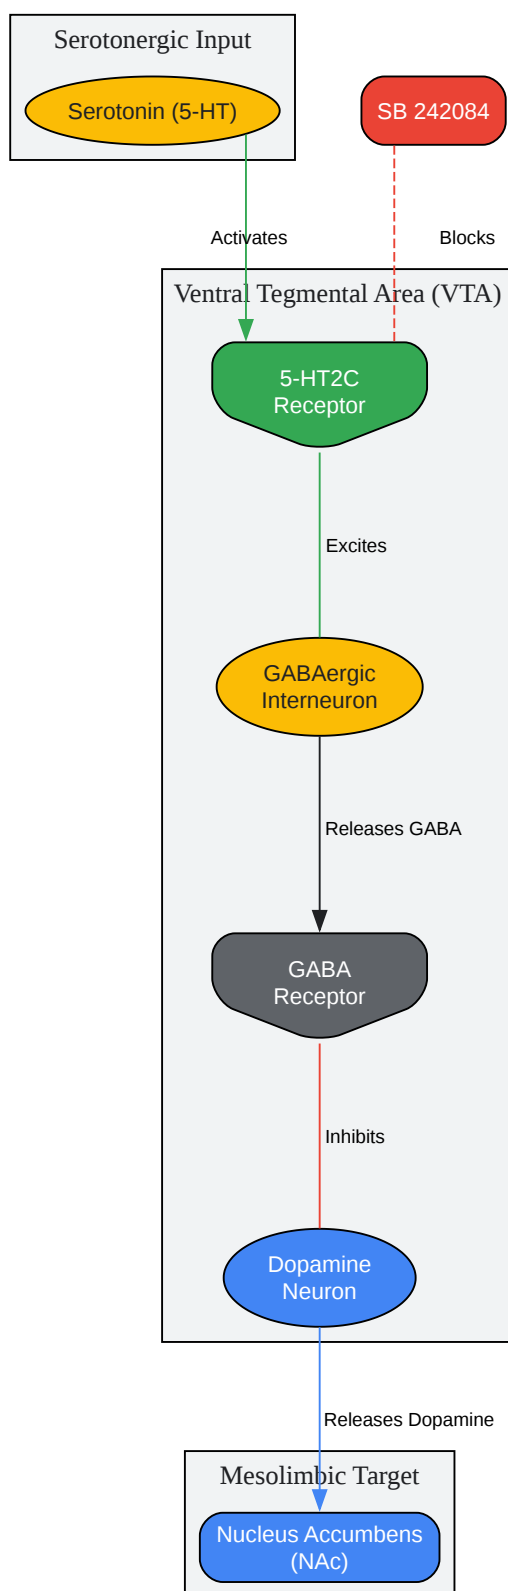 Serotonergic Input
Serotonin (5-HT)
SB 242084
Activates
Blocks
Ventral Tegmental Area (VTA)
5-HT2C
Receptor
Excites
GABAergic
Interneuron
Releases GABA
GABA
Receptor
Inhibits
Dopamine
Neuron
Releases Dopamine
Mesolimbic Target
Nucleus Accumbens
(NAc)